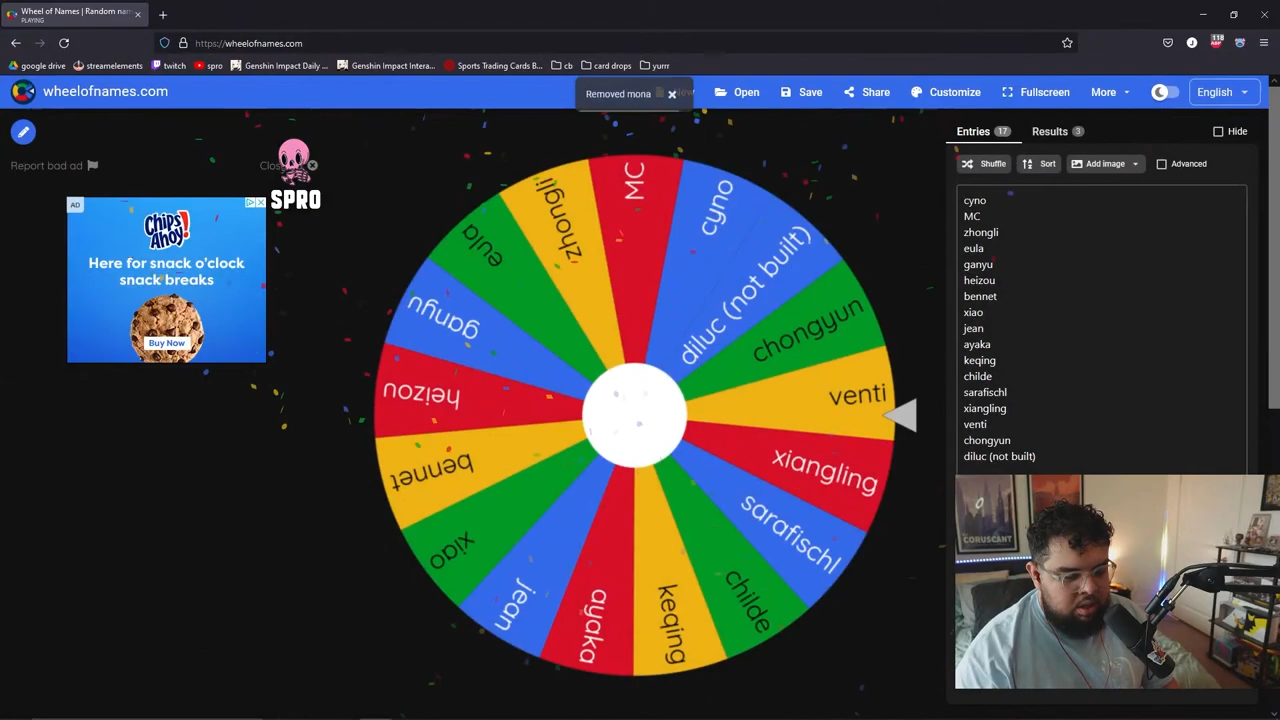 Wheel of Names | Random nam
PLAYING
https://wheelofnames.com
google drive
streamelements
twitch
spro
Genshin Impact Daily ...
Genshin Impact Intera...
Sports Trading Cards B...
cb
card drops
yurrr
118
wheelofnames.com
Removed mona
New
Open
Save
Share
Customize
Fullscreen
More
English
Report bad ad
Clos
SPRO
AD
CHIPS AHOY!
Here for snack o'clock
snack breaks
Buy Now
Entries 17
Results 3
Hide
Shuffle
Sort
Add image
Advanced
cyno
MC
zhongli
eula
ganyu
heizou
bennet
xiao
jean
ayaka
keqing
childe
sarafischl
xiangling
venti
chongyun
diluc (not built)
MC
cyno
diluc (not built)
chongyun
venti
xiangling
sarafischl
childe
keqing
ayaka
jean
xiao
bennet
heizou
ganyu
eula
zhongli
CORUSCANT